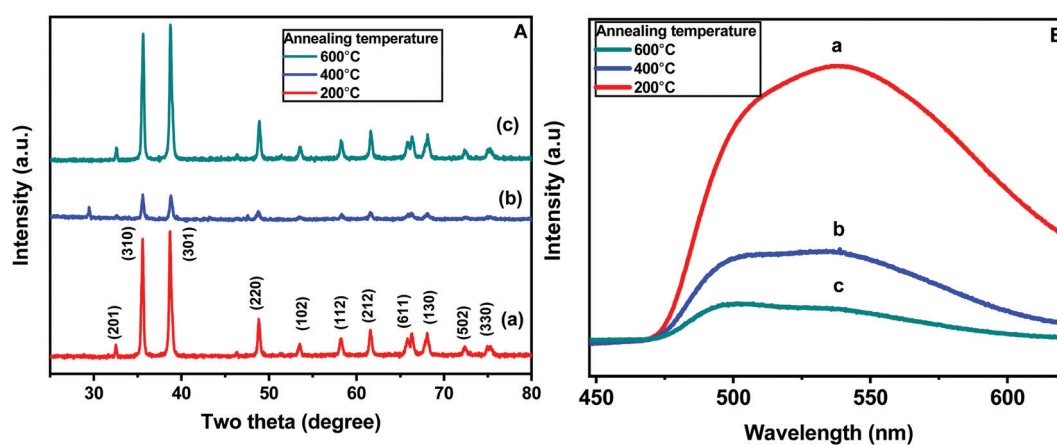 A
Annealing temperature
600°C
400°C
200°C
(c)
(b)
(a)
(201)
(310)
(301)
(220)
(102)
(112)
(212)
(611)
(130)
(502)
(330)
Intensity (a.u.)
30
40
50
60
70
80
Two theta (degree)
Annealing temperature
600°C
400°C
200°C
a
b
c
Intensity (a.u)
450
500
550
600
Wavelength (nm)